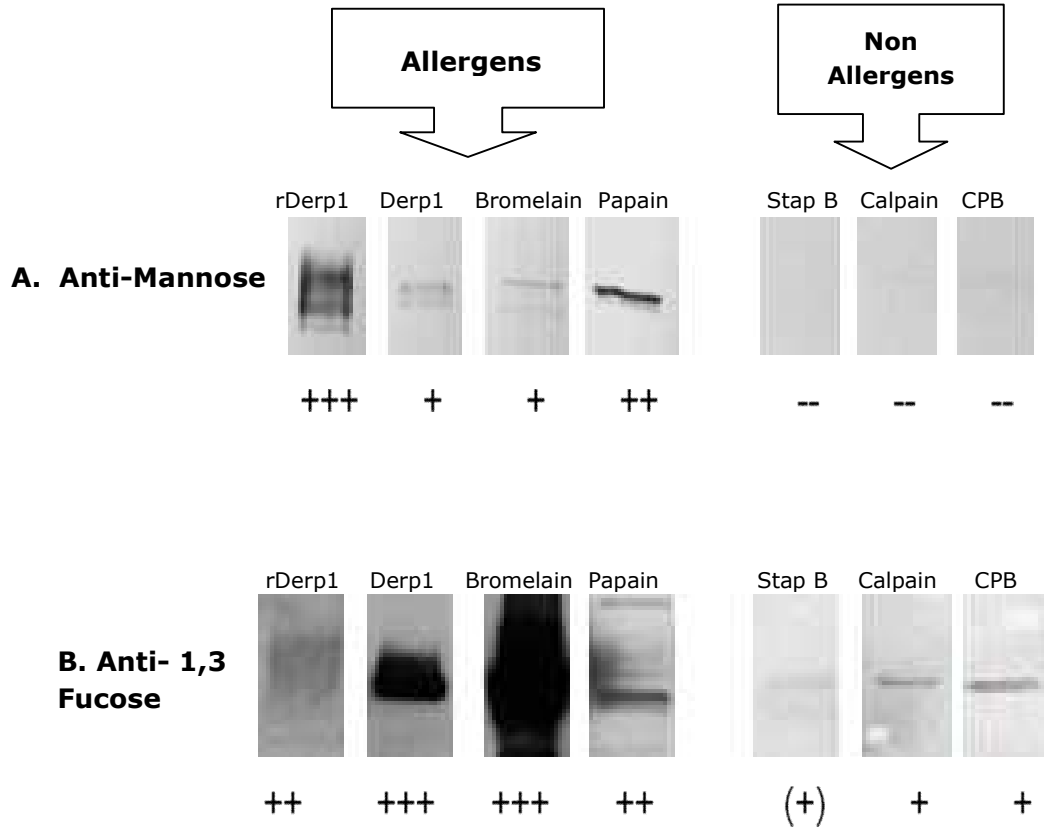 Allergens
Non
Allergens
rDerp1 Derp1 Bromelain Papain Stap B Calpain CPB
A. Anti-Mannose
+++ + + ++ -- -- --
rDerp1 Derp1 Bromelain Papain Stap B Calpain CPB
B. Anti- 1,3
Fucose
++ +++ +++ ++ (+) + +